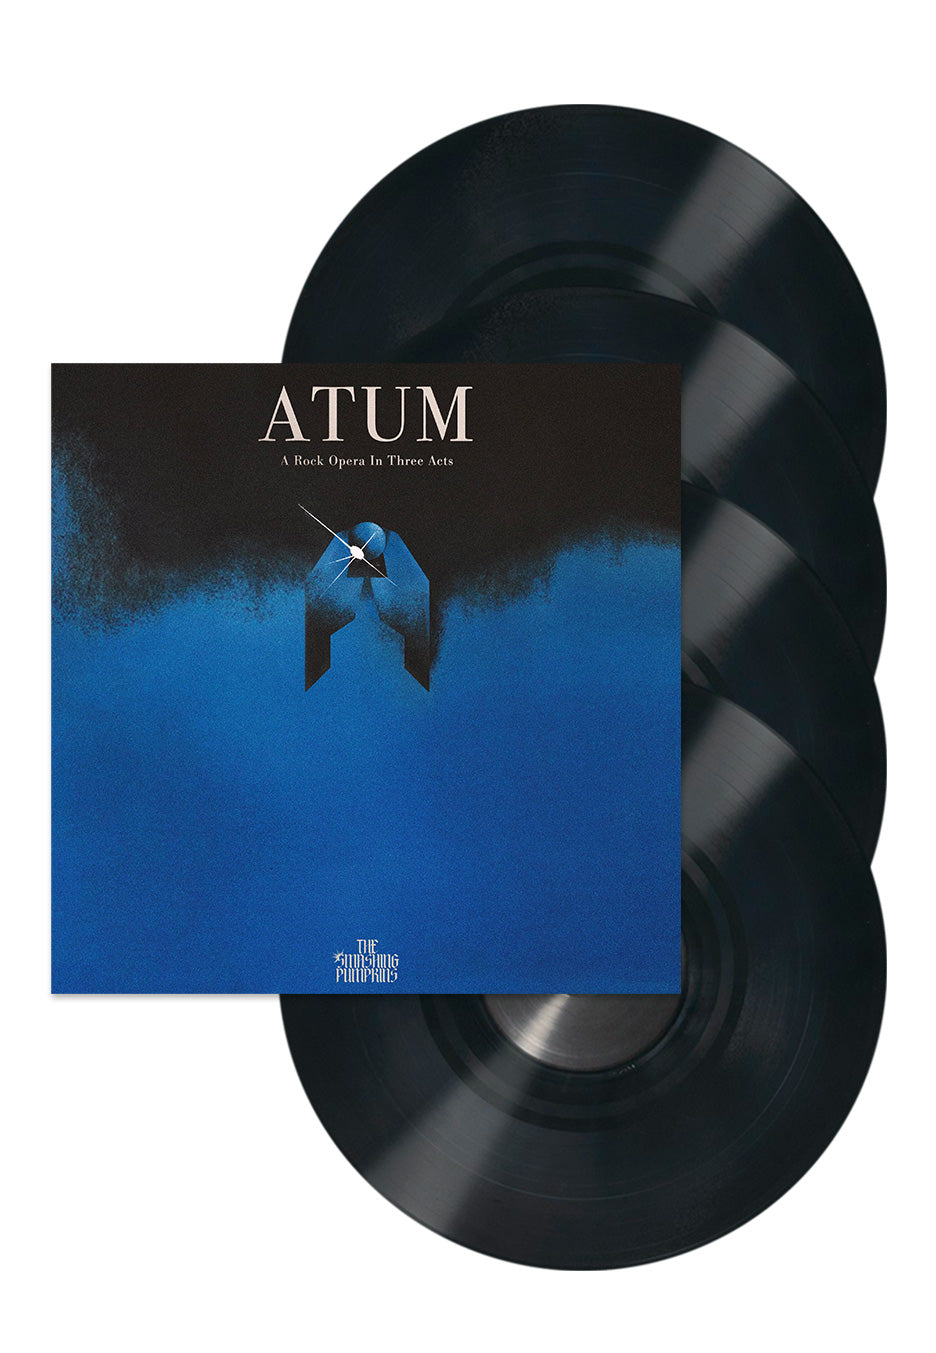 ATUM
A Rock Opera In Three Acts
THE
SMASHING
PUMPKINS